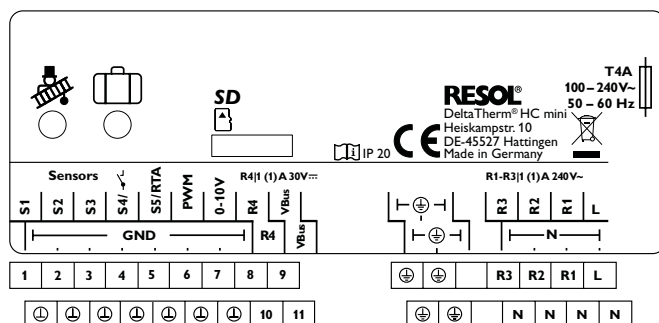 SD
RESOL®
DeltaTherm® HC mini
Heiskampstr. 10
DE-45527 Hattingen
Made in Germany
T4A
100 – 240V~
50 – 60 Hz
i IP 20
CE
Sensors
R4|1 (1) A 30V⎓
R1-R3|1 (1) A 240V~
S1 S2 S3 S4/ S5/RTA PWM 0-10V R4 VBus
R3 R2 R1 L
GND R4 VBus
N
1 2 3 4 5 6 7 8 9
R3 R2 R1 L
10 11
N N N N